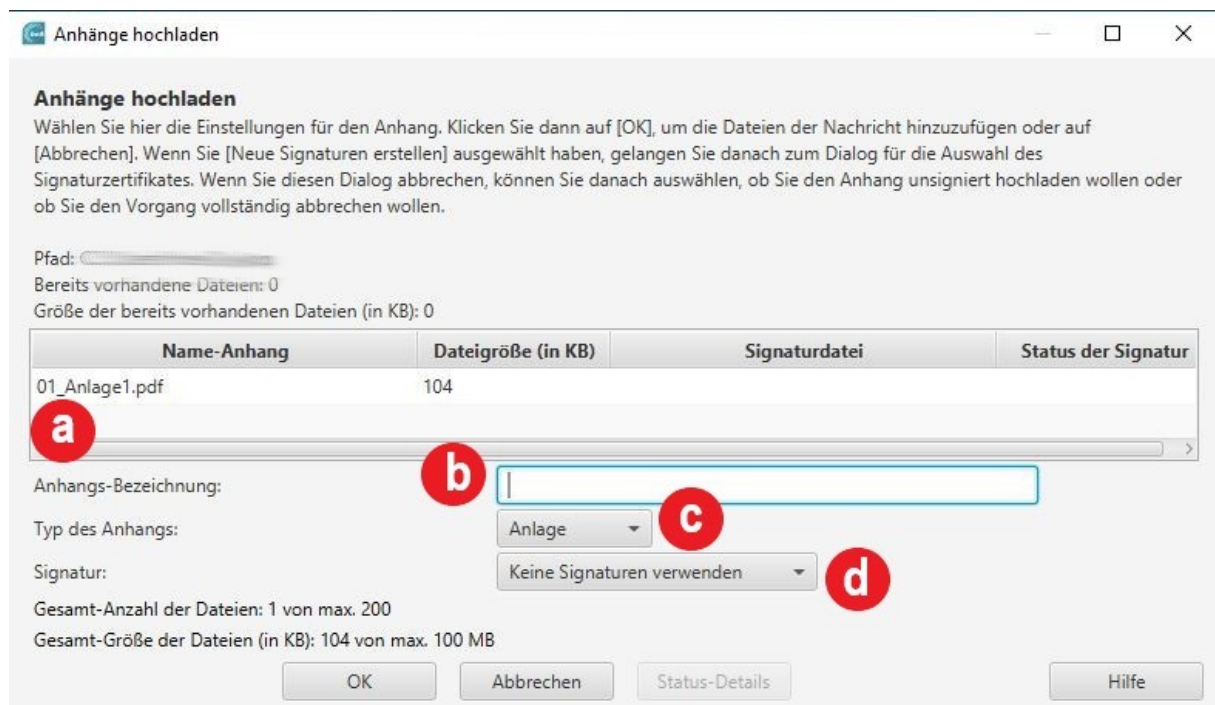 Anhänge hochladen
Anhänge hochladen
Wählen Sie hier die Einstellungen für den Anhang. Klicken Sie dann auf [OK], um die Dateien der Nachricht hinzuzufügen oder auf
[Abbrechen]. Wenn Sie [Neue Signaturen erstellen] ausgewählt haben, gelangen Sie danach zum Dialog für die Auswahl des
Signaturzertifikates. Wenn Sie diesen Dialog abbrechen, können Sie danach auswählen, ob Sie den Anhang unsigniert hochladen wollen oder
ob Sie den Vorgang vollständig abbrechen wollen.
Pfad:
Bereits vorhandene Dateien: 0
Größe der bereits vorhandenen Dateien (in KB): 0
Name-Anhang Dateigröße (in KB) Signaturdatei Status der Signatur
01_Anlage1.pdf 104
a
Anhangs-Bezeichnung: b
Typ des Anhangs: Anlage c
Signatur: Keine Signaturen verwenden d
Gesamt-Anzahl der Dateien: 1 von max. 200
Gesamt-Größe der Dateien (in KB): 104 von max. 100 MB
OK Abbrechen Status-Details Hilfe